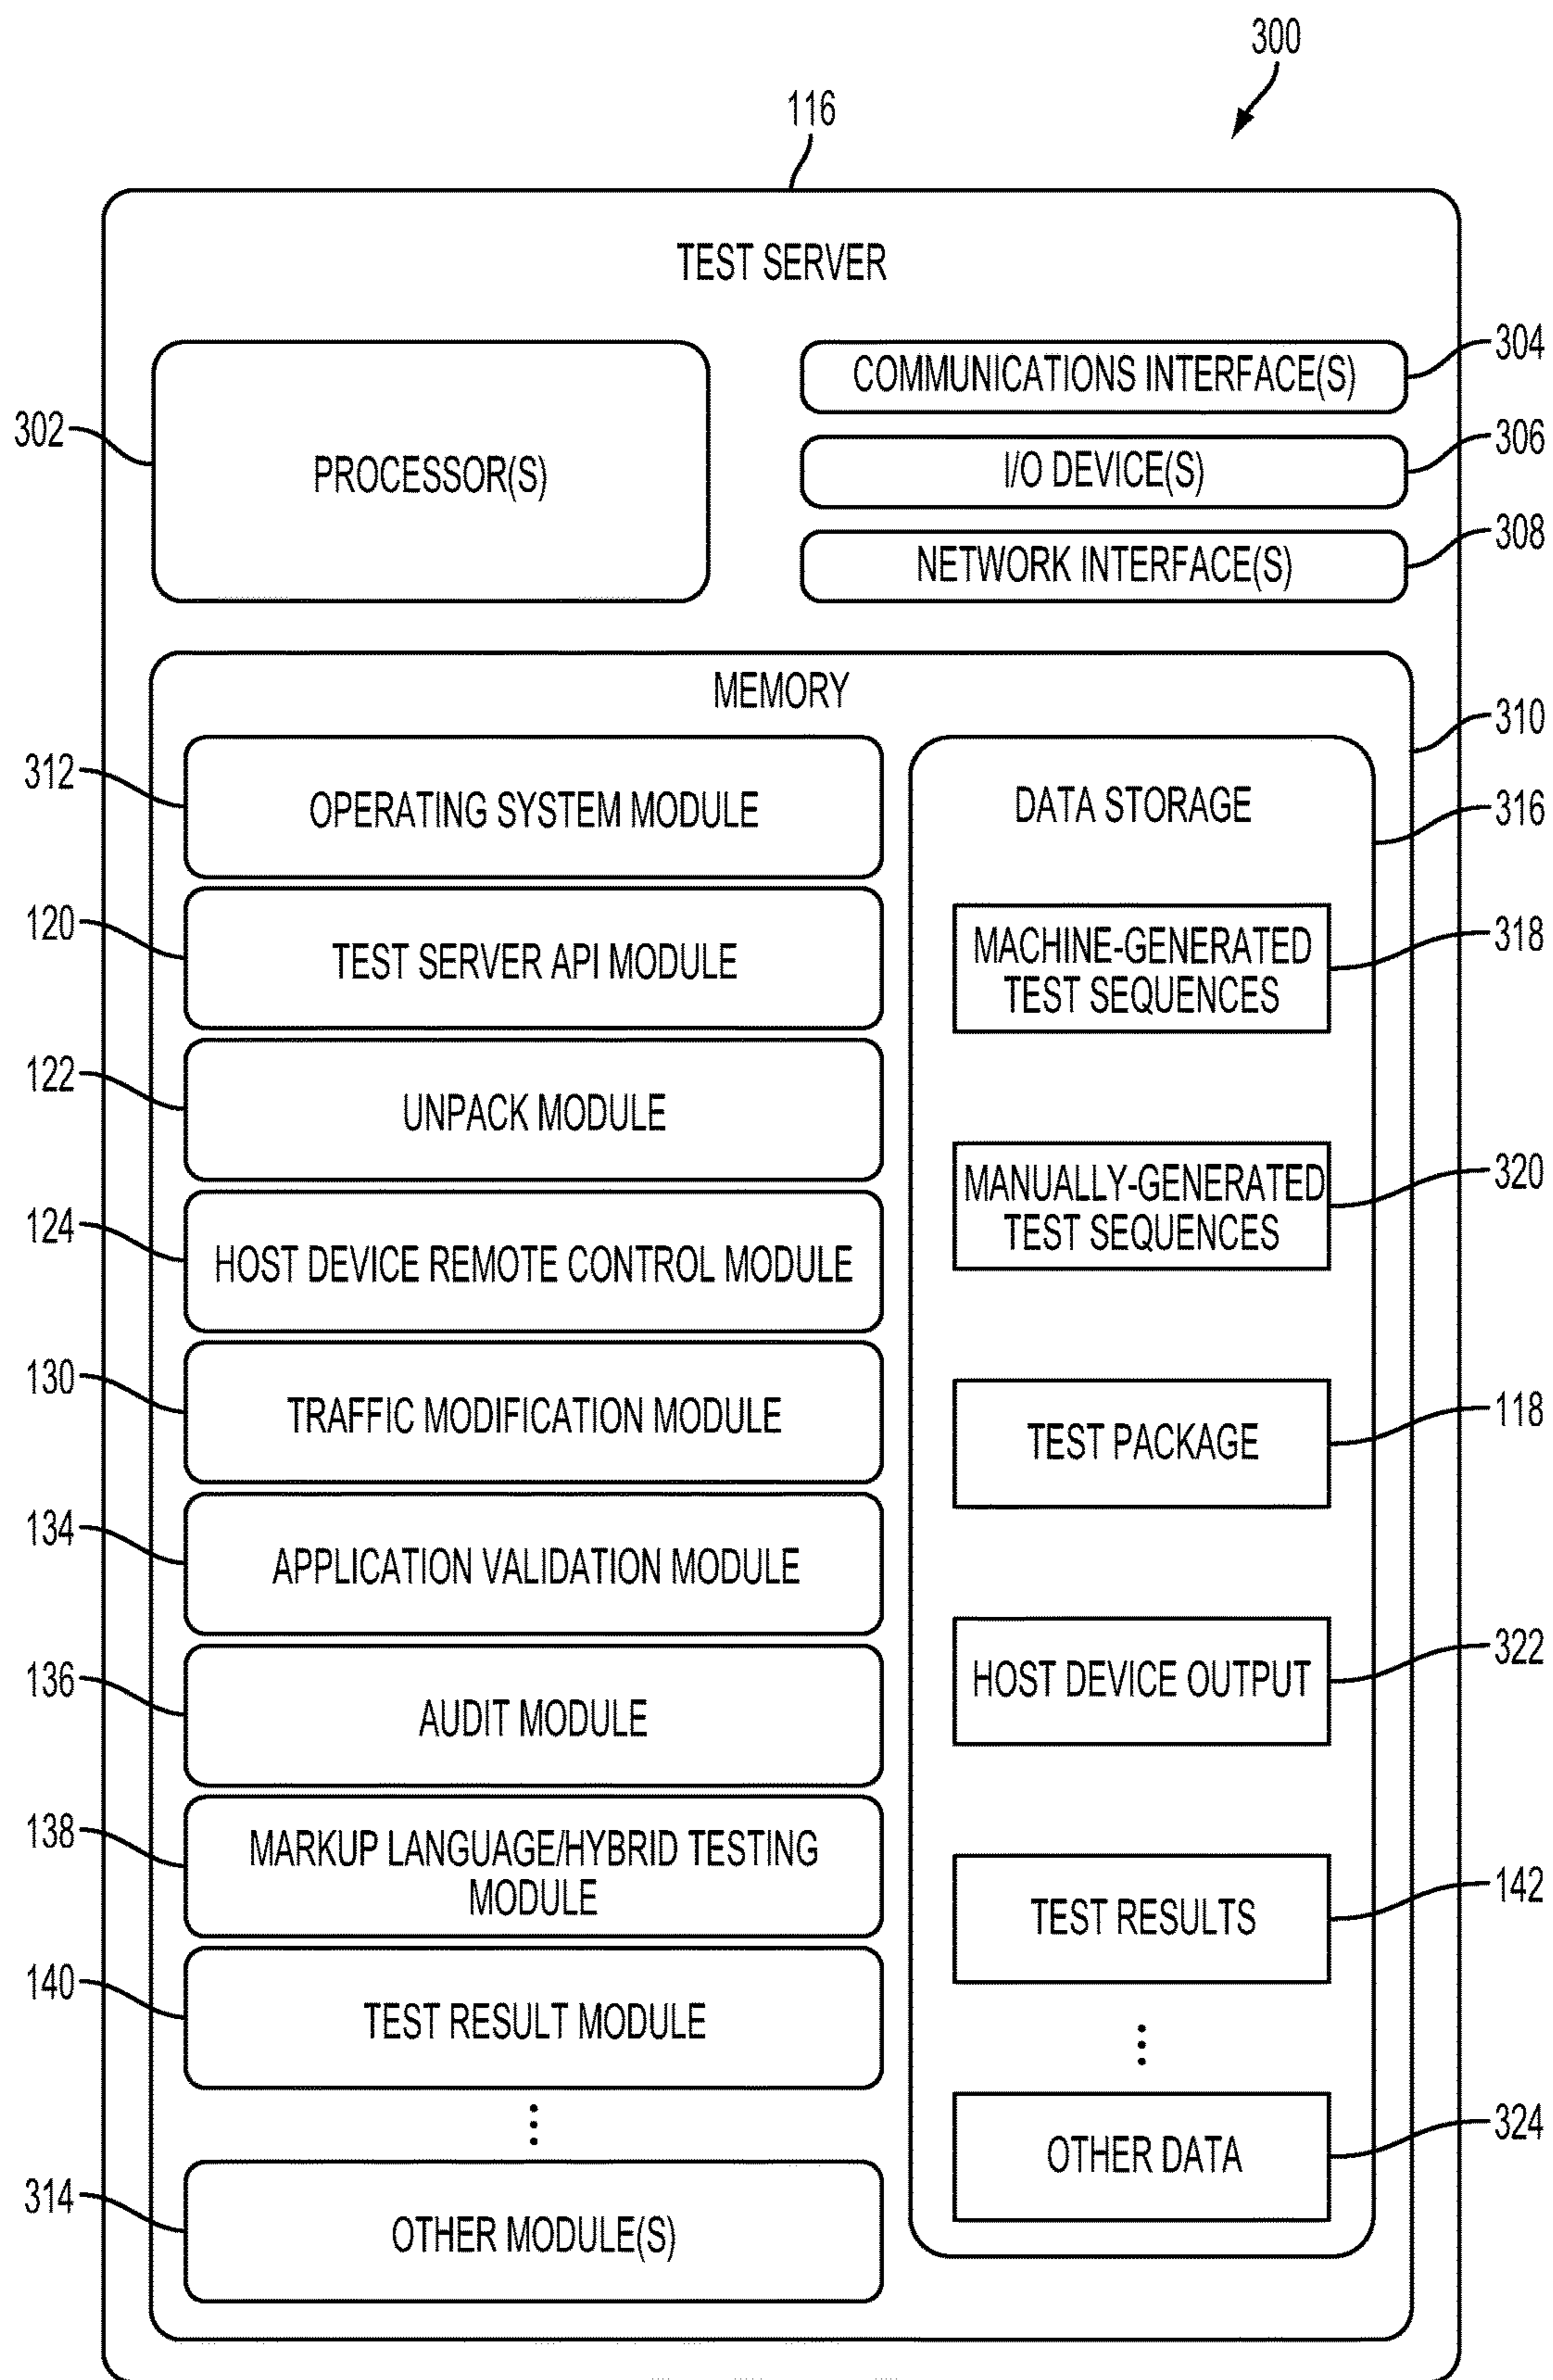 300
116
TEST SERVER
302
PROCESSOR(S)
COMMUNICATIONS INTERFACE(S)
304
I/O DEVICE(S)
306
NETWORK INTERFACE(S)
308
MEMORY
310
312
OPERATING SYSTEM MODULE
120
TEST SERVER API MODULE
122
UNPACK MODULE
124
HOST DEVICE REMOTE CONTROL MODULE
130
TRAFFIC MODIFICATION MODULE
134
APPLICATION VALIDATION MODULE
136
AUDIT MODULE
138
MARKUP LANGUAGE/HYBRID TESTING
MODULE
140
TEST RESULT MODULE
314
OTHER MODULE(S)
DATA STORAGE
316
MACHINE-GENERATED
TEST SEQUENCES
318
MANUALLY-GENERATED
TEST SEQUENCES
320
TEST PACKAGE
118
HOST DEVICE OUTPUT
322
TEST RESULTS
142
OTHER DATA
324